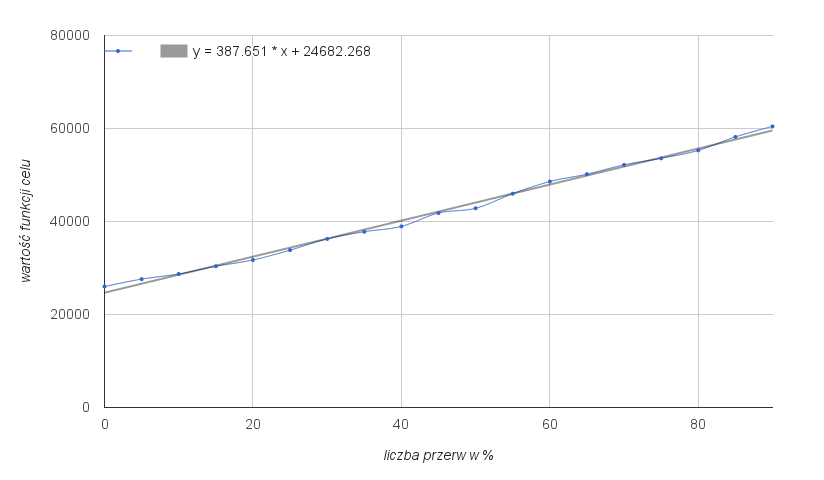 80000
y = 387.651 * x + 24682.268
60000
wartość funkcji celu
40000
20000
0
0 20 40 60 80
liczba przerw w %